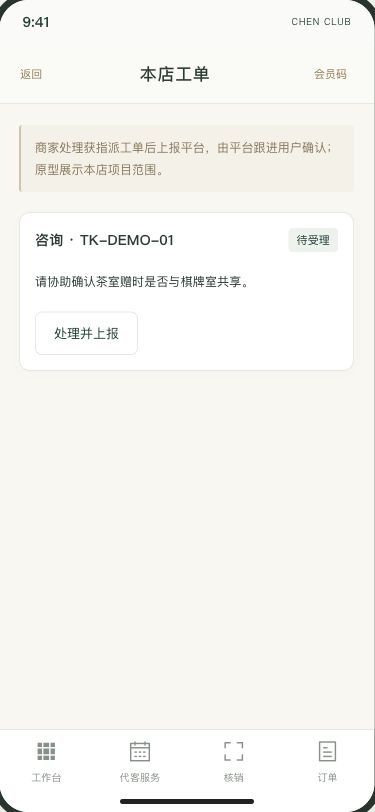 9:41
CHEN CLUB
返回
本店工单
会员码
商家处理获指派工单后上报平台，由平台跟进用户确认；
原型展示本店项目范围。
咨询 · TK-DEMO-01
待受理
请协助确认茶室赠时是否与棋牌室共享。
处理并上报
工作台
代客服务
核销
订单